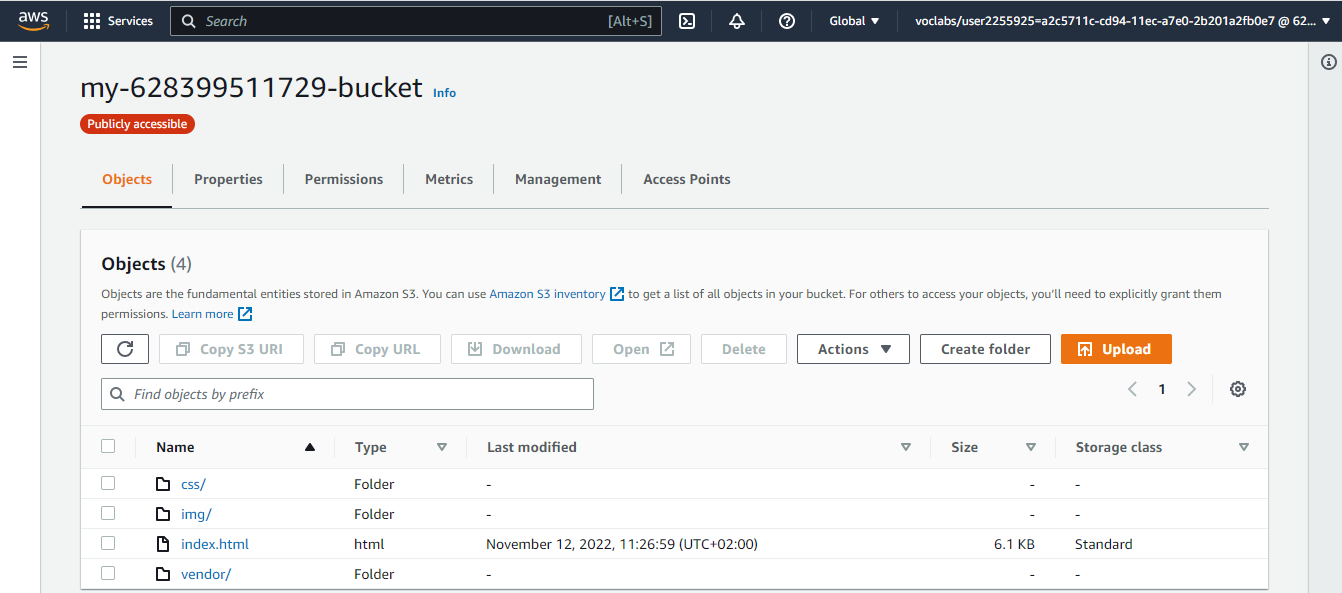 aws Services Search [Alt+S] Global voclabs/user2255925=a2c5711c-cd94-11ec-a7e0-2b201a2fb0e7 @ 62...
my-628399511729-bucket Info
Publicly accessible
Objects Properties Permissions Metrics Management Access Points
Objects (4)
Objects are the fundamental entities stored in Amazon S3. You can use Amazon S3 inventory to get a list of all objects in your bucket. For others to access your objects, you'll need to explicitly grant them
permissions. Learn more
Copy S3 URI Copy URL Download Open Delete Actions Create folder Upload
Find objects by prefix 1
Name Type Last modified Size Storage class
css/ Folder - - -
img/ Folder - - -
index.html html November 12, 2022, 11:26:59 (UTC+02:00) 6.1 KB Standard
vendor/ Folder - - -